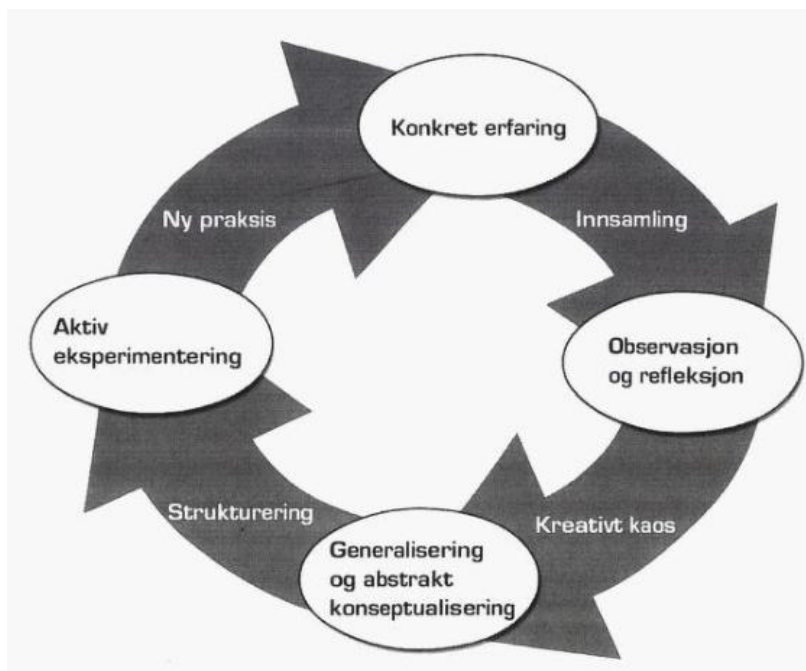 Konkret erfaring
Ny praksis
Innsamling
Aktiv
eksperimentering
Observasjon
og refleksjon
Strukturering
Kreativt kaos
Generalisering
og abstrakt
konseptualisering